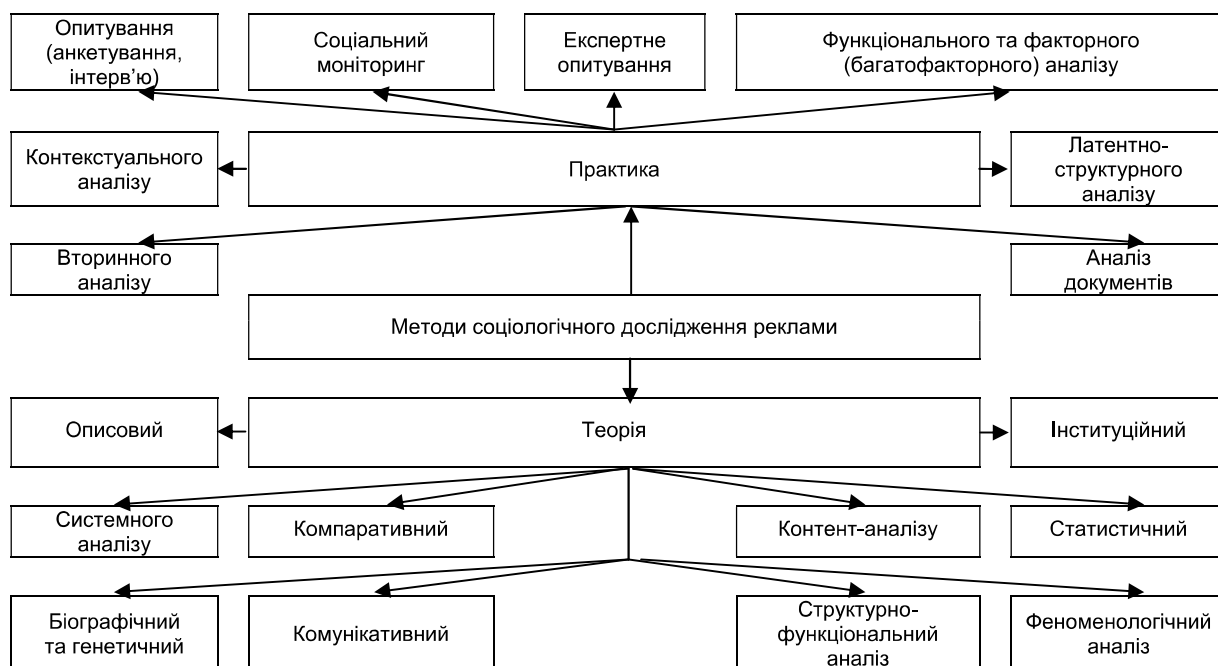 Опитування
(анкетування,
інтерв’ю)
Соціальний
моніторинг
Експертне
опитування
Функціонального та факторного
(багатофакторного) аналізу
Контекстуального
аналізу
Практика
Латентно-
структурного
аналізу
Вторинного
аналізу
Аналіз
документів
Методи соціологічного дослідження реклами
Описовий
Теорія
Інституційний
Системного
аналізу
Компаративний
Контент-аналізу
Статистичний
Біографічний
та генетичний
Комунікативний
Структурно-
функціональний
аналіз
Феноменологічний
аналіз